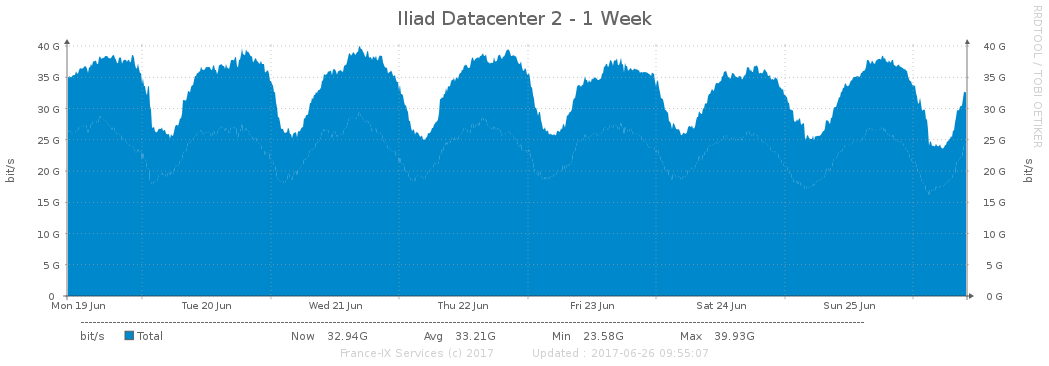 Iliad Datacenter 2 - 1 Week
RRDTOOL / TOBI OETIKER
bit/s
40 G
35 G
30 G
25 G
20 G
15 G
10 G
5 G
0
40 G
35 G
30 G
25 G
20 G
15 G
10 G
5 G
0 G
bit/s
Mon 19 Jun Tue 20 Jun Wed 21 Jun Thu 22 Jun Fri 23 Jun Sat 24 Jun Sun 25 Jun
bit/s Total Now 32.94G Avg 33.21G Min 23.58G Max 39.93G
France-IX Services (c) 2017 Updated : 2017-06-26 09:55:07